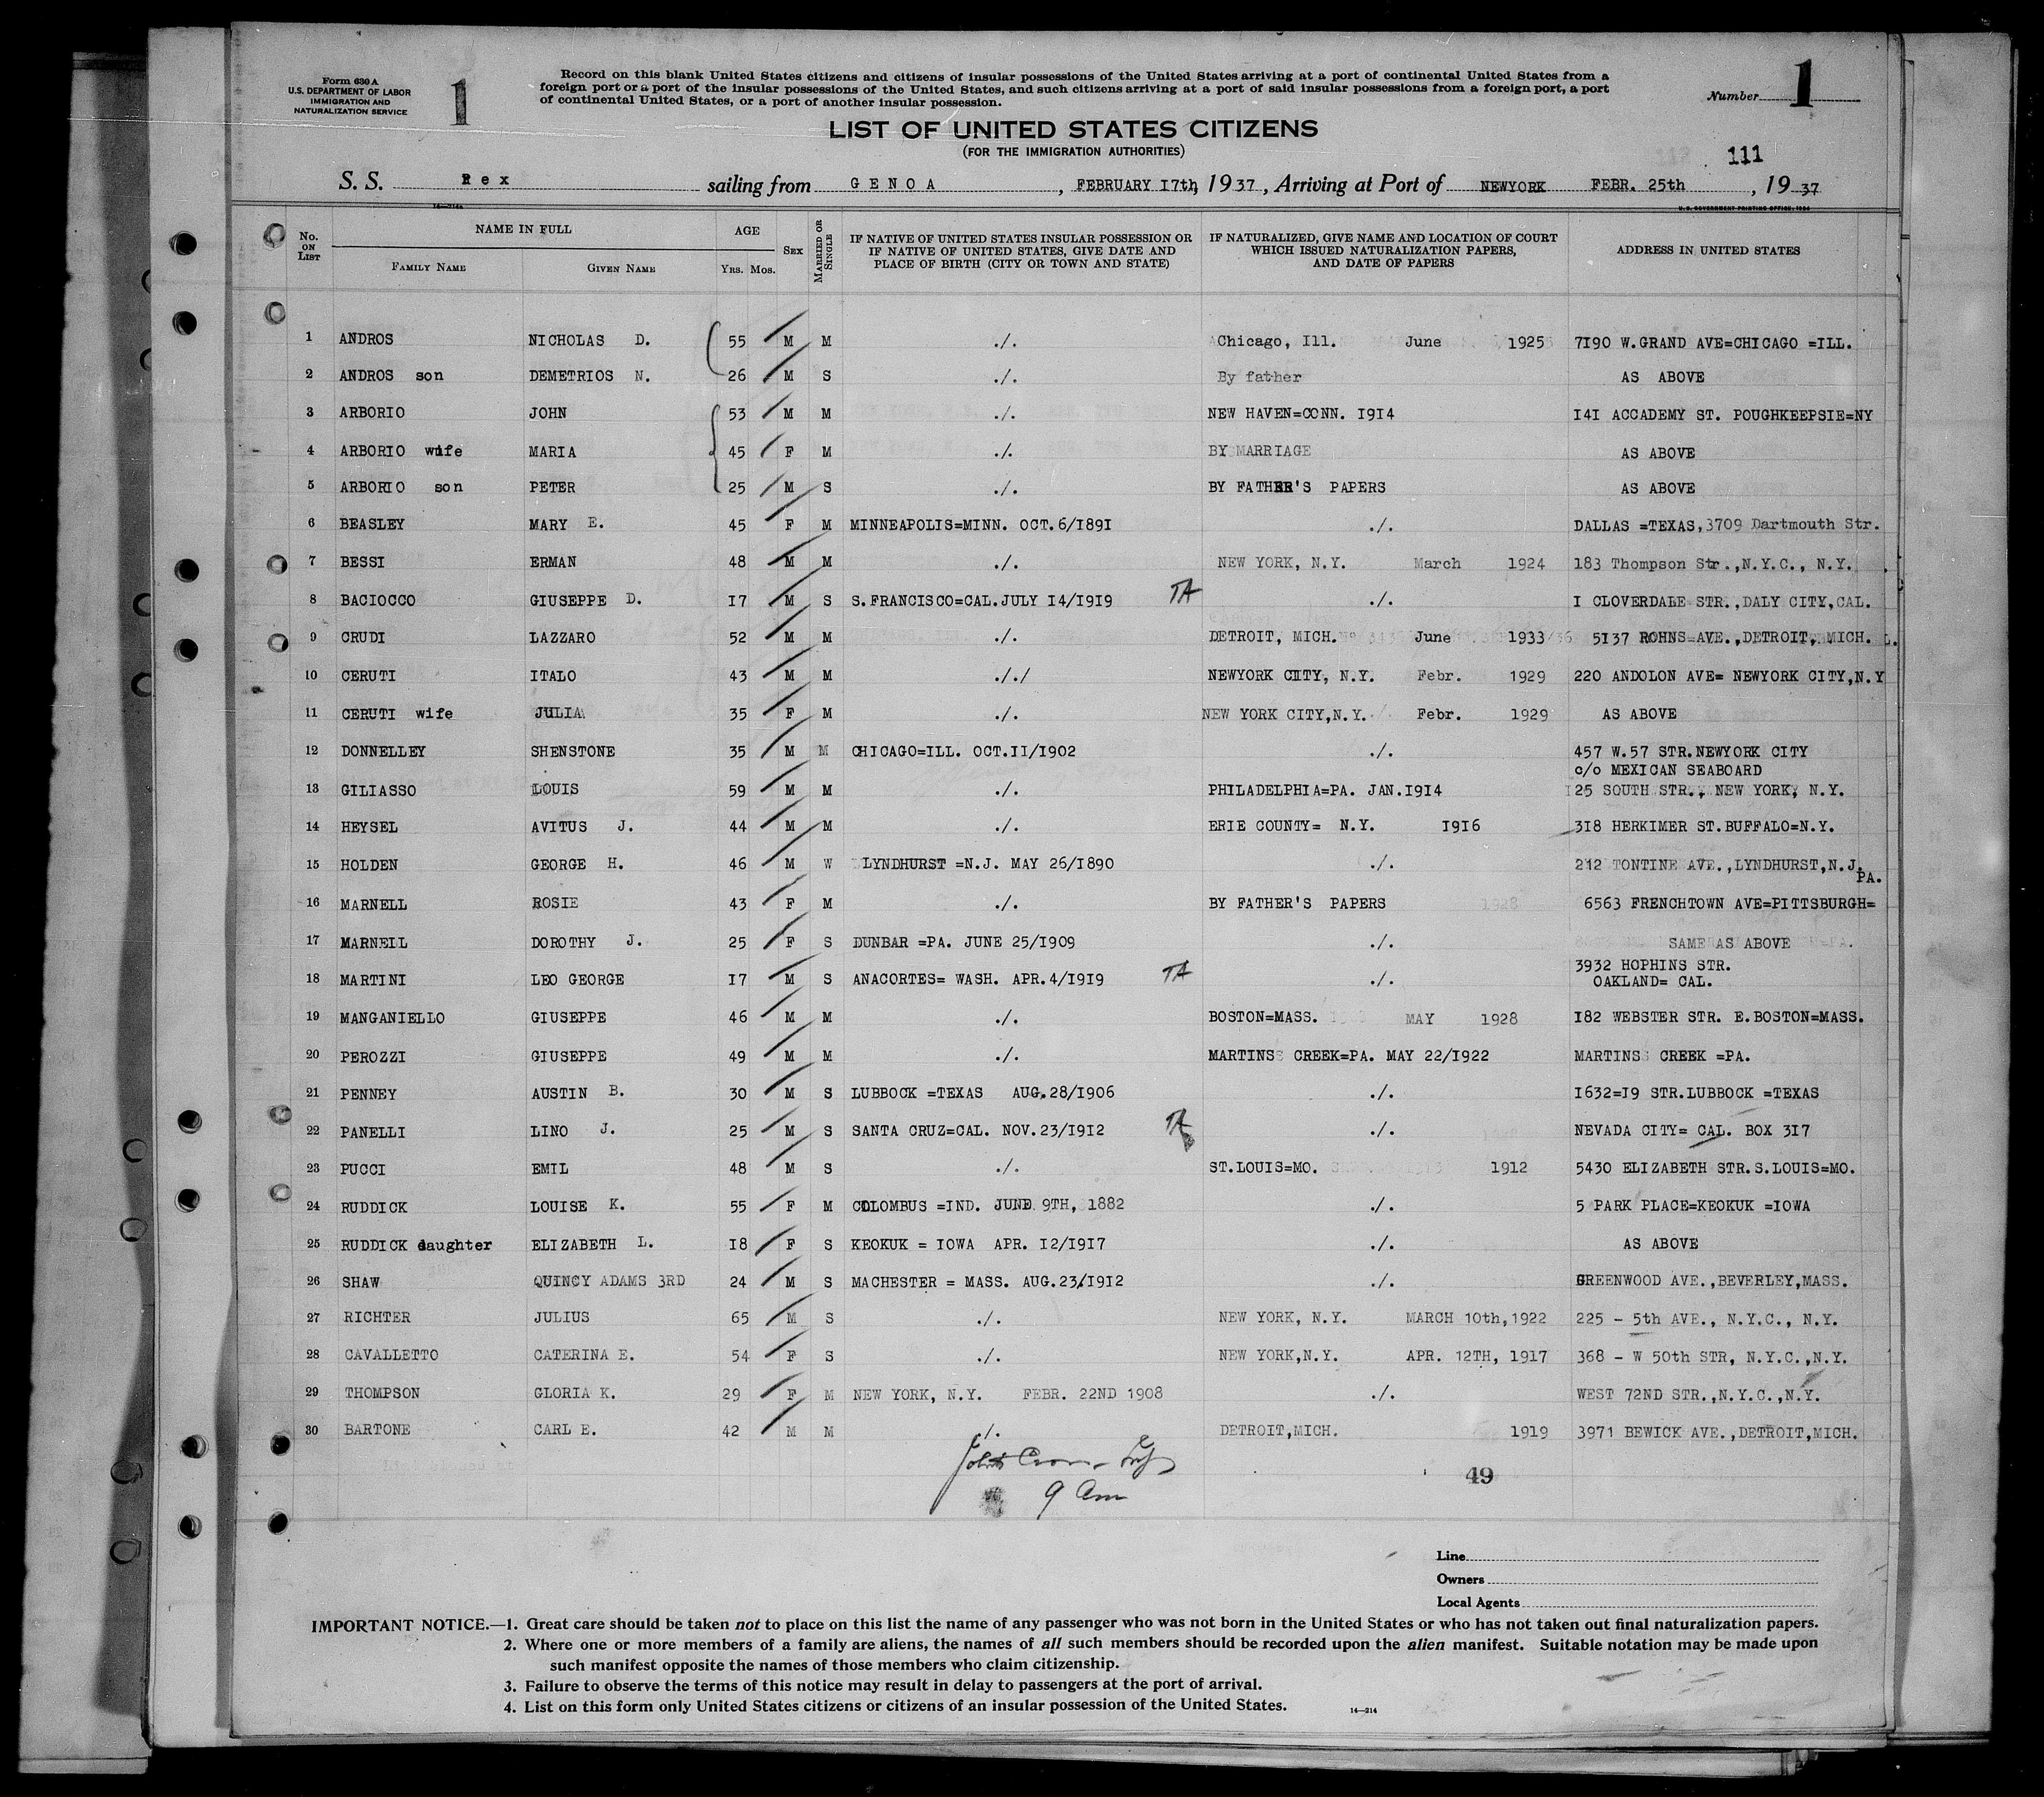 Form 630 A
U.S. DEPARTMENT OF LABOR
IMMIGRATION AND
NATURALIZATION SERVICE
1
Record on this blank United States citizens and citizens of insular possessions of the United States arriving at a port of continental United States from a
foreign port or a port of the insular possessions of the United States, and such citizens arriving at a port of said insular possessions from a foreign port, a port
of continental United States, or a port of another insular possession.
Number 1
LIST OF UNITED STATES CITIZENS
(FOR THE IMMIGRATION AUTHORITIES)
111
S. S. Rex sailing from GENOA, FEBRUARY 17th, 1937, Arriving at Port of NEWYORK FEBR. 25th, 1937
No. ON LIST NAME IN FULL FAMILY NAME GIVEN NAME AGE YRS. MOS. SEX MARRIED OR SINGLE IF NATIVE OF UNITED STATES INSULAR POSSESSION OR IF NATIVE OF UNITED STATES, GIVE DATE AND PLACE OF BIRTH (CITY OR TOWN AND STATE) IF NATURALIZED, GIVE NAME AND LOCATION OF COURT WHICH ISSUED NATURALIZATION PAPERS, AND DATE OF PAPERS ADDRESS IN UNITED STATES
1 ANDROS NICHOLAS D. 55 M M ./. Chicago, Ill. June 1925 7190 W.GRAND AVE=CHICAGO =ILL.
2 ANDROS son DEMETRIOS N. 26 M S ./. By father AS ABOVE
3 ARBORIO JOHN 53 M M ./. NEW HAVEN=CONN. 1914 141 ACCADEMY ST. POUGHKEEPSIE=NY
4 ARBORIO wife MARIA 45 F M ./. BY MARRIAGE AS ABOVE
5 ARBORIO son PETER 25 M S ./. BY FATHER'S PAPERS AS ABOVE
6 BEASLEY MARY E. 45 F M MINNEAPOLIS=MINN. OCT.6/1891 ./. DALLAS =TEXAS,3709 Dartmouth Str.
7 BESSI ERMAN 48 M M ./. NEW YORK, N.Y. March 1924 183 Thompson Str.,N.Y.C., N.Y.
8 BACIOCCO GIUSEPPE D. 17 M S S.FRANCISCO=CAL.JULY 14/1919 TA ./. 1 CLOVERDALE STR.,DALY CITY,CAL.
9 CRUDI LAZZARO 52 M M ./. DETROIT, MICH. June 1933 5137 ROHNS=AVE.,DETROIT, MICH.
10 CERUTI ITALO 43 M M ././ NEWYORK CITY, N.Y. Febr. 1929 220 ANDOLON AVE= NEWYORK CITY,N.Y
11 CERUTI wife JULIA 35 F M ./. NEW YORK CITY,N.Y. Febr. 1929 AS ABOVE
12 DONNELLEY SHENSTONE 35 M M CHICAGO=ILL. OCT.11/1902 ./. 457 W.57 STR.NEWYORK CITY
c/o MEXICAN SEABOARD
13 GILIASSO LOUIS 59 M M ./. PHILADELPHIA=PA. JAN.1914 125 SOUTH STR., NEW YORK, N.Y.
14 HEYSEL AVITUS J. 44 M M ./. ERIE COUNTY= N.Y. 1916 318 HERKIMER ST.BUFFALO=N.Y.
15 HOLDEN GEORGE H. 46 M W LYNDHURST =N.J. MAY 26/1890 ./. 212 TONTINE AVE.,LYNDHURST,N.J.
PA.
16 MARNELL ROSIE 43 F M ./. BY FATHER'S PAPERS 6563 FRENCHTOWN AVE=PITTSBURGH=
17 MARNELL DOROTHY J. 25 F S DUNBAR =PA. JUNE 25/1909 ./. SAME AS ABOVE
3932 HOPHINS STR.
18 MARTINI LEO GEORGE 17 M S ANACORTES= WASH. APR.4/1919 TA ./. OAKLAND= CAL.
19 MANGANIELLO GIUSEPPE 46 M M ./. BOSTON=MASS. MAY 1928 182 WEBSTER STR. E.BOSTON=MASS.
20 PEROZZI GIUSEPPE 49 M M ./. MARTINS CREEK=PA. MAY 22/1922 MARTINS CREEK =PA.
21 PENNEY AUSTIN B. 30 M S LUBBOCK =TEXAS AUG.28/1906 ./. 1632=19 STR.LUBBOCK =TEXAS
22 PANELLI LINO J. 25 M S SANTA CRUZ=CAL. NOV.23/1912 TA ./. NEVADA CITY= CAL. BOX 317
23 PUCCI EMIL 48 M S ./. ST.LOUIS=MO. 1912 5430 ELIZABETH STR.S.LOUIS=MO.
24 RUDDICK LOUISE K. 55 F M COLOMBUS =IND. JUNE 9TH, 1882 ./. 5 PARK PLACE=KEOKUK =IOWA
25 RUDDICK daughter ELIZABETH L. 18 F S KEOKUK = IOWA APR. 12/1917 ./. AS ABOVE
26 SHAW QUINCY ADAMS 3RD 24 M S MACHESTER = MASS. AUG.23/1912 ./. GREENWOOD AVE.,BEVERLEY,MASS.
27 RICHTER JULIUS 65 M S ./. NEW YORK, N.Y. MARCH 10th,1922 225 - 5th AVE., N.Y.C., N.Y.
28 CAVALLETTO CATERINA E. 54 F S ./. NEW YORK,N.Y. APR. 12TH, 1917 368 - W 50th STR, N.Y.C.,N.Y.
29 THOMPSON GLORIA K. 29 F M NEW YORK, N.Y. FEBR. 22ND 1908 ./. WEST 72ND STR.,N.Y.C.,N.Y.
30 BARTONE CARL E. 42 M M ./. DETROIT,MICH. 1919 3971 BEWICK AVE.,DETROIT,MICH.
49
9 am
Line
Owners
Local Agents
IMPORTANT NOTICE.—1. Great care should be taken not to place on this list the name of any passenger who was not born in the United States or who has not taken out final naturalization papers.
2. Where one or more members of a family are aliens, the names of all such members should be recorded upon the alien manifest. Suitable notation may be made upon
such manifest opposite the names of those members who claim citizenship.
3. Failure to observe the terms of this notice may result in delay to passengers at the port of arrival.
4. List on this form only United States citizens or citizens of an insular possession of the United States.
14—214